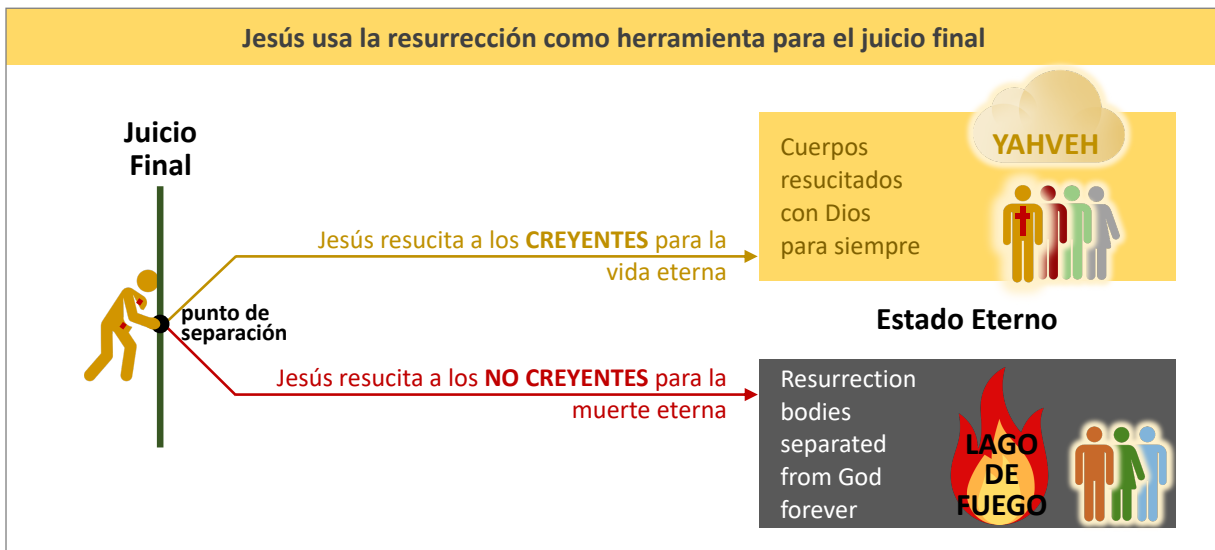 Jesús usa la resurrección como herramienta para el juicio final
Juicio
Final
punto de
separación
Jesús resucita a los CREYENTES para la
vida eterna
Cuerpos
resucitados
con Dios
para siempre
YAHVEH
Estado Eterno
Jesús resucita a los NO CREYENTES para la
muerte eterna
Resurrection
bodies
separated
from God
forever
LAGO
DE
FUEGO